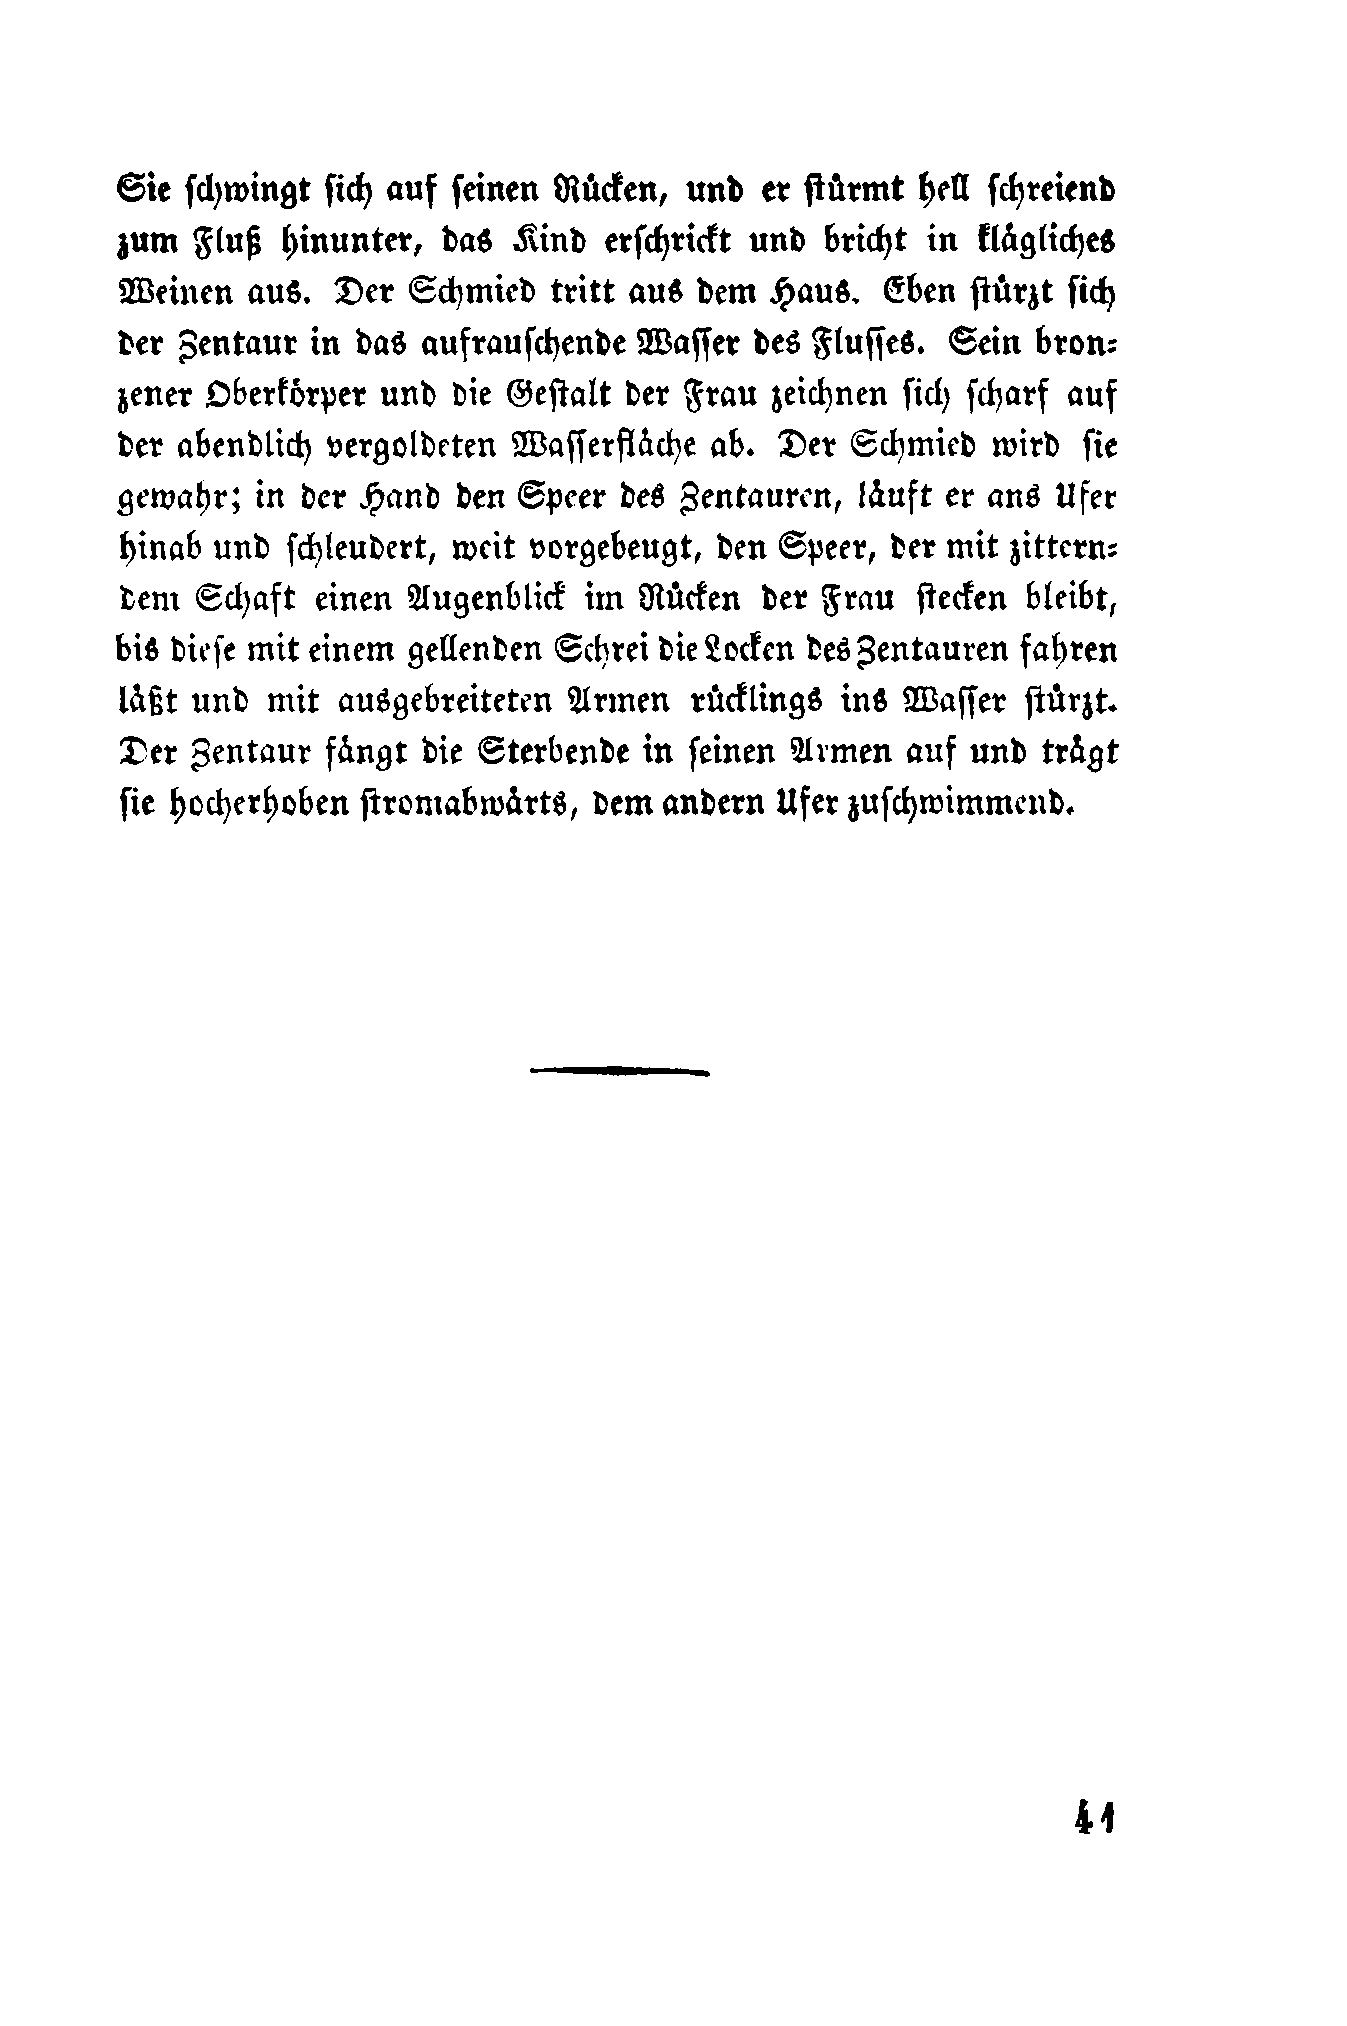 Sie schwingt sich auf seinen Rücken, und er stürmt hell schreiend
zum Fluß hinunter, das Kind erschrickt und bricht in klägliches
Weinen aus. Der Schmied tritt aus dem Haus. Eben stürzt sich
der Zentaur in das aufrauschende Wasser des Flusses. Sein bron-
zener Oberkörper und die Gestalt der Frau zeichnen sich scharf auf
der abendlich vergoldeten Wasserfläche ab. Der Schmied wird sie
gewahr; in der Hand den Speer des Zentauren, läuft er ans Ufer
hinab und schleudert, weit vorgebeugt, den Speer, der mit zittern-
dem Schaft einen Augenblick im Rücken der Frau stecken bleibt,
bis diese mit einem gellenden Schrei die Locken des Zentauren fahren
läßt und mit ausgebreiteten Armen rücklings ins Wasser stürzt.
Der Zentaur fängt die Sterbende in seinen Armen auf und trägt
sie hocherhoben stromabwärts, dem andern Ufer zuschwimmend.
41